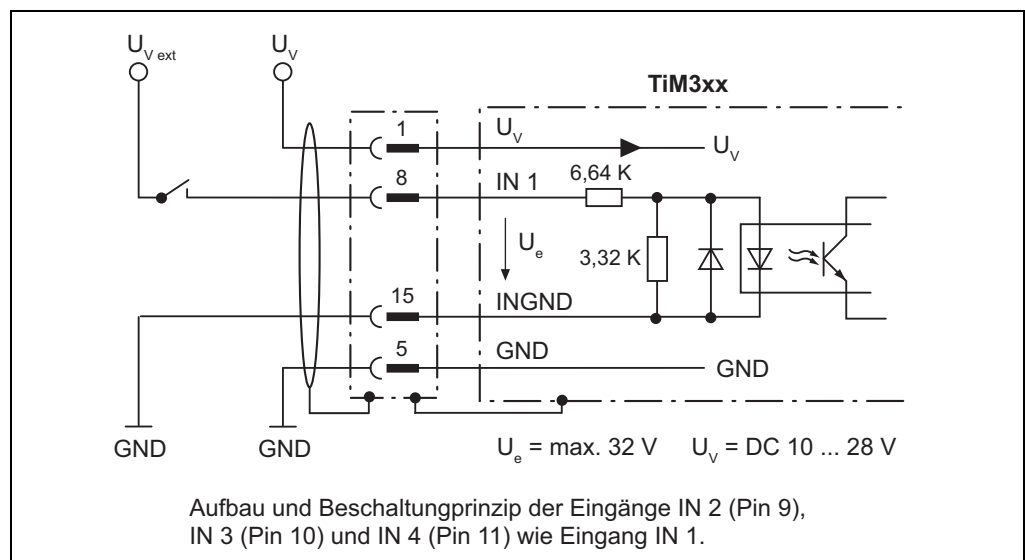 U_V ext U_V
TiM3xx
1 U_V U_V
8 IN 1 6,64 K
U_e 3,32 K
15 INGND
5 GND GND
GND GND U_e = max. 32 V U_V = DC 10 ... 28 V
Aufbau und Beschaltungprinzip der Eingänge IN 2 (Pin 9),
IN 3 (Pin 10) und IN 4 (Pin 11) wie Eingang IN 1.